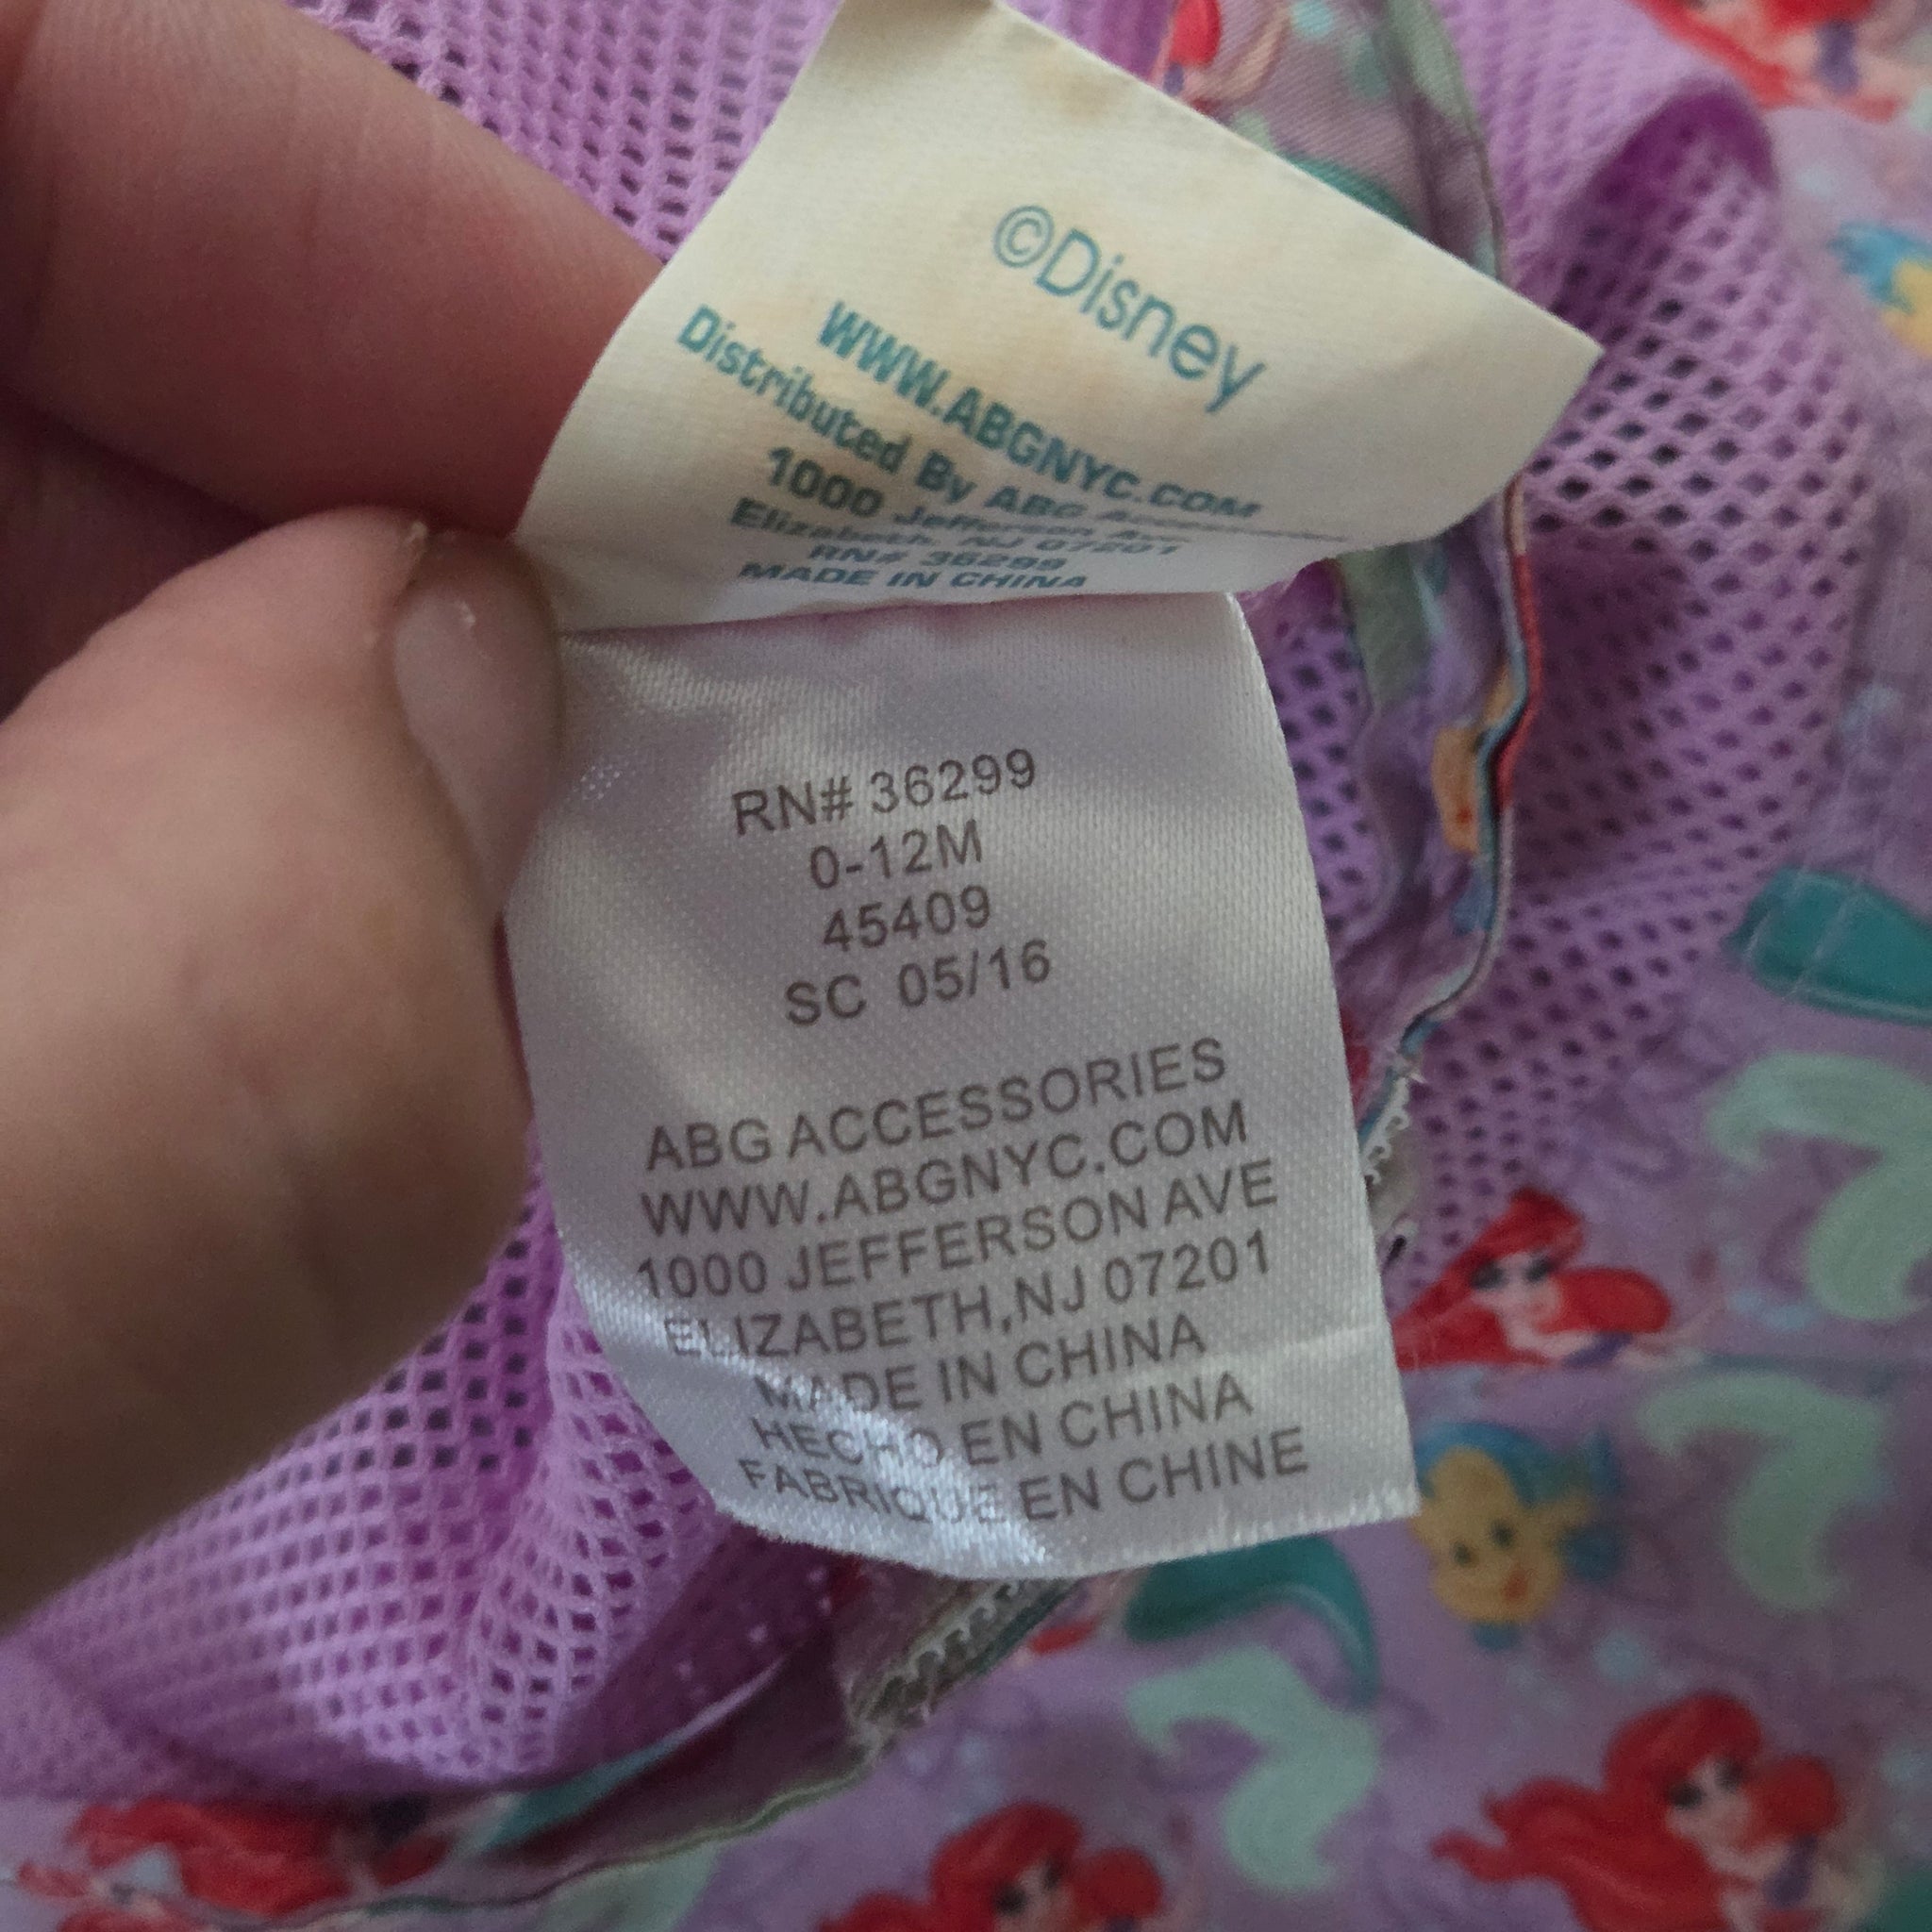 ©Disney
WWW.ABGNYC.COM
Distributed By ABG Accessories
1000 Jefferson Ave.
Elizabeth, NJ 07201
RN# 36299
MADE IN CHINA
RN# 36299
0-12M
45409
SC 05/16
ABG ACCESSORIES
WWW.ABGNYC.COM
1000 JEFFERSON AVE
ELIZABETH,NJ 07201
MADE IN CHINA
HECHO EN CHINA
FABRIQUE EN CHINE